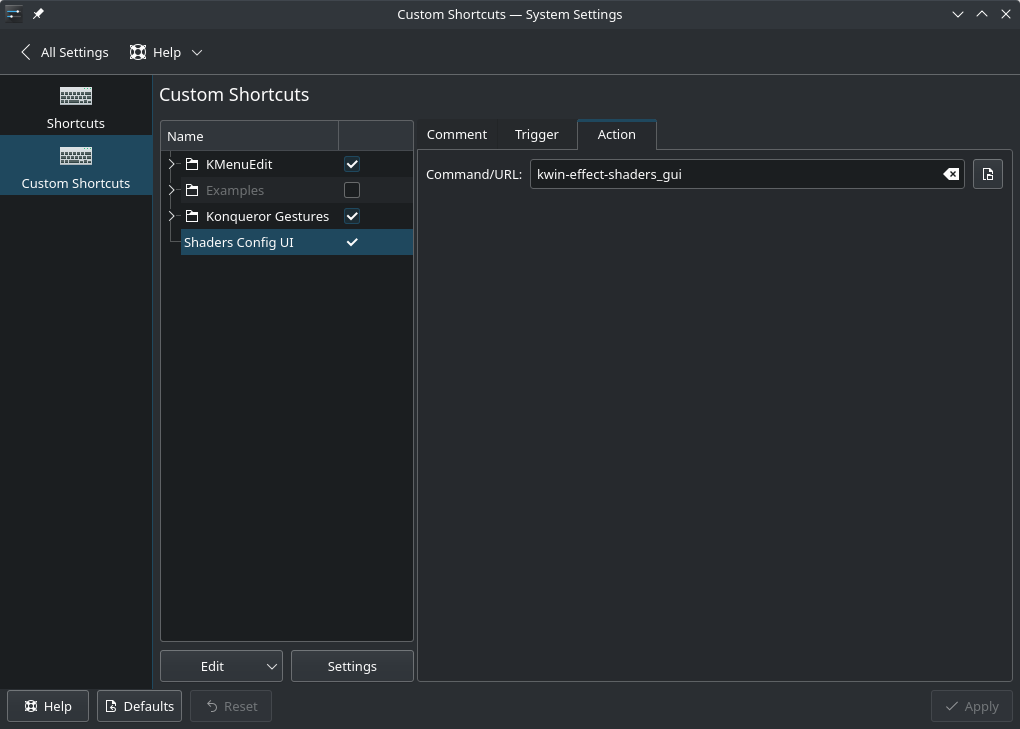 Custom Shortcuts — System Settings
All Settings
Help
Shortcuts
Custom Shortcuts
Custom Shortcuts
Name
KMenuEdit
Examples
Konqueror Gestures
Shaders Config UI
Edit
Settings
Comment
Trigger
Action
Command/URL: kwin-effect-shaders_gui
Help
Defaults
Reset
Apply